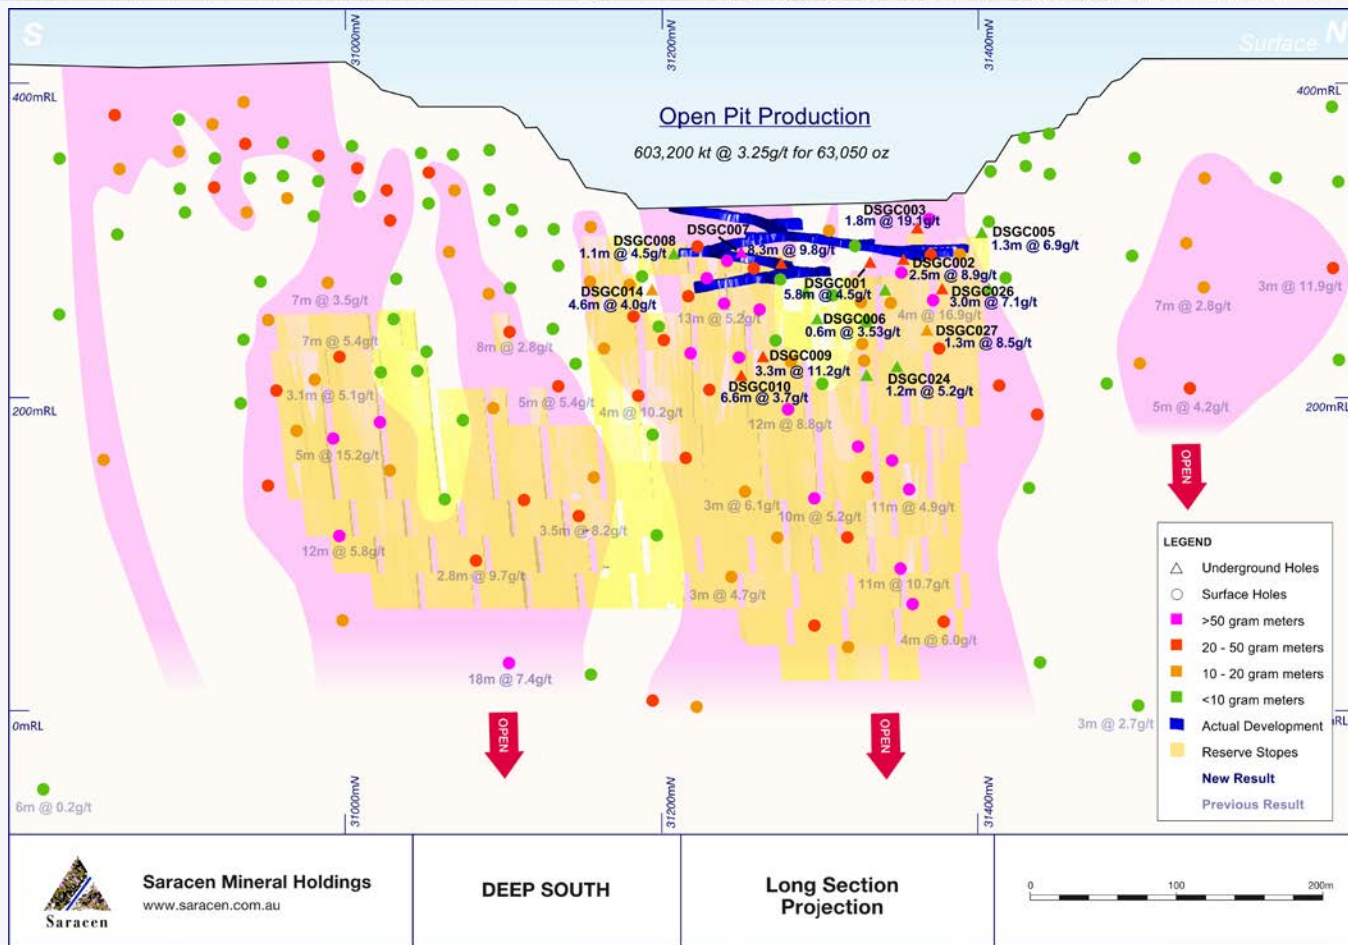 S
31000mN
31200mN
31400mN
Surface N
400mRL
400mRL
Open Pit Production
603,200 kt @ 3.25g/t for 63,050 oz
DSGC003
1.8m @ 19.1g/t
DSGC007
8.3m @ 9.8g/t
DSGC008
1.1m @ 4.5g/t
DSGC005
1.3m @ 6.9g/t
DSGC002
2.5m @ 8.9g/t
DSGC001
5.8m @ 4.5g/t
DSGC014
4.6m @ 4.0g/t
DSGC026
3.0m @ 7.1g/t
DSGC006
0.6m @ 3.53g/t
DSGC027
1.3m @ 8.5g/t
DSGC009
3.3m @ 11.2g/t
DSGC010
6.6m @ 3.7g/t
DSGC024
1.2m @ 5.2g/t
3m @ 11.9g/t
7m @ 2.8g/t
7m @ 3.5g/t
13m @ 5.2g/t
4m @ 16.9g/t
7m @ 5.4g/t
8m @ 2.8g/t
3.1m @ 5.1g/t
5m @ 5.4g/t
4m @ 10.2g/t
12m @ 8.8g/t
5m @ 4.2g/t
200mRL
200mRL
5m @ 15.2g/t
3m @ 6.1g/t
10m @ 5.2g/t
11m @ 4.9g/t
3.5m @ 8.2g/t
12m @ 5.8g/t
2.8m @ 9.7g/t
3m @ 4.7g/t
11m @ 10.7g/t
4m @ 6.0g/t
18m @ 7.4g/t
3m @ 2.7g/t
6m @ 0.2g/t
0mRL
OPEN
OPEN
OPEN
LEGEND
Underground Holes
Surface Holes
>50 gram meters
20 - 50 gram meters
10 - 20 gram meters
<10 gram meters
Actual Development
Reserve Stopes
New Result
Previous Result
31000mN
31200mN
31400mN
Saracen
Saracen Mineral Holdings
www.saracen.com.au
DEEP SOUTH
Long Section
Projection
0 100 200m